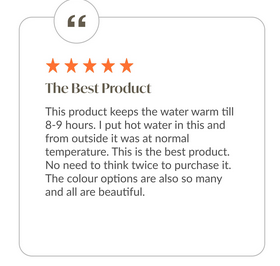 “
The Best Product
This product keeps the water warm till
8-9 hours. I put hot water in this and
from outside it was at normal
temperature. This is the best product.
No need to think twice to purchase it.
The colour options are also so many
and all are beautiful.